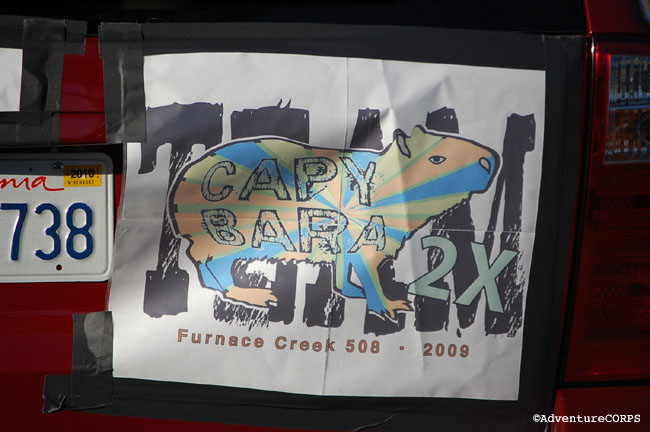 TEAM
CAPY
BARA
2X
Furnace Creek 508 · 2009
2010
738
©AdventureCORPS